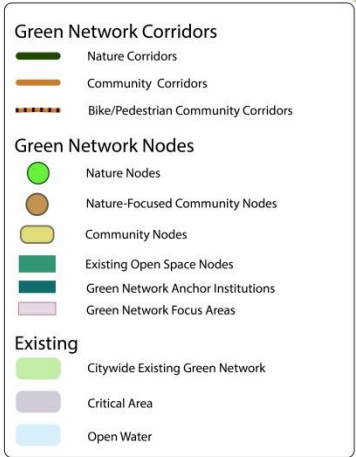 Green Network Corridors
Nature Corridors
Community Corridors
Bike/Pedestrian Community Corridors
Green Network Nodes
Nature Nodes
Nature-Focused Community Nodes
Community Nodes
Existing Open Space Nodes
Green Network Anchor Institutions
Green Network Focus Areas
Existing
Citywide Existing Green Network
Critical Area
Open Water